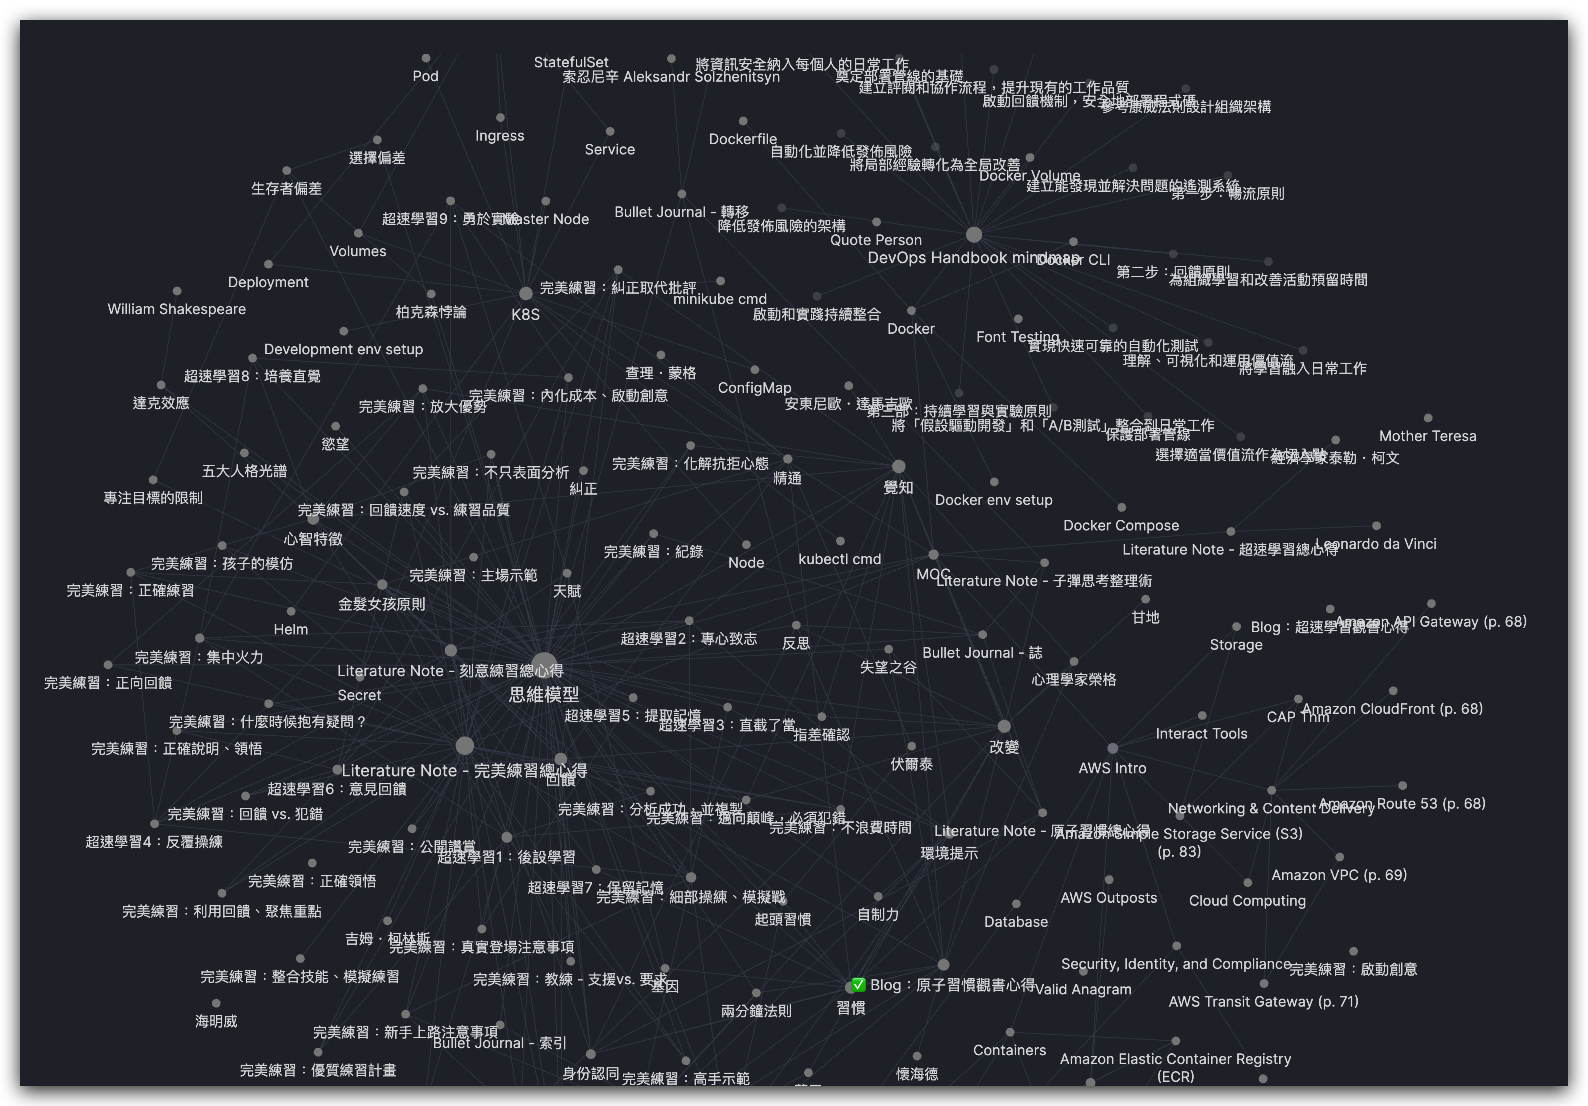 StatefulSet
將資訊安全納入每個人的日常工作
Pod
索忍尼辛 Aleksandr Solzhenitsyn
奠定部署管線的基礎
建立評閱和協作流程，提升現有的工作品質
啟動回饋機制，安全地部署程式碼
參考康威法則設計組織架構
Ingress
Dockerfile
Service
自動化並降低發佈風險
選擇偏差
將局部經驗轉化為全局改善
Docker Volume
生存者偏差
建立能發現並解決問題的遙測系統
第一步：暢流原則
超速學習9：勇於實驗
Master Node
Bullet Journal - 轉移
降低發佈風險的架構
Quote Person
Volumes
DevOps Handbook mindmap
Docker CLI
第二步：回饋原則
為組織學習和改善活動預留時間
Deployment
完美練習：糾正取代批評
minikube cmd
William Shakespeare
柏克森悖論
K8S
啟動和實踐持續整合
Docker
Font Testing
實現快速可靠的自動化測試
Development env setup
理解、可視化和運用價值流
將學習融入日常工作
超速學習8：培養直覺
查理．蒙格
ConfigMap
達克效應
完美練習：放大優勢
完美練習：內化成本、啟動創意
安東尼歐．達馬吉歐
第三部：持續學習與實驗原則
將「假設驅動開發」和「A/B測試」整合到日常工作
保護部署管線
Mother Teresa
慾望
選擇適當價值流作為切入點
經濟學家泰勒．柯文
五大人格光譜
完美練習：不只表面分析
完美練習：化解抗拒心態
精通
糾正
覺知
專注目標的限制
Docker env setup
完美練習：回饋速度 vs. 練習品質
Docker Compose
心智特徵
完美練習：紀錄
Literature Note - 超速學習總心得
Leonardo da Vinci
完美練習：孩子的模仿
Node
kubectl cmd
完美練習：主場示範
MOC
Literature Note - 子彈思考整理術
完美練習：正確練習
天賦
金髮女孩原則
甘地
Helm
Blog：超速學習觀書心得
Amazon API Gateway (p. 68)
超速學習2：專心致志
反思
Storage
完美練習：集中火力
Bullet Journal - 誌
失望之谷
Literature Note - 刻意練習總心得
心理學家榮格
完美練習：正向回饋
Secret
思維模型
超速學習5：提取記憶
Amazon CloudFront (p. 68)
完美練習：什麼時候抱有疑問？
超速學習3：直截了當
CAP Thm
指差確認
Interact Tools
完美練習：正確說明、領悟
改變
伏爾泰
AWS Intro
Literature Note - 完美練習總心得
回饋
超速學習6：意見回饋
Networking & Content Delivery
Amazon Route 53 (p. 68)
完美練習：回饋 vs. 犯錯
完美練習：分析成功，並複製
完美練習：邁向巔峰，必須犯錯
完美練習：不浪費時間
Literature Note - 原子習慣總心得
Amazon Simple Storage Service (S3)
(p. 83)
超速學習4：反覆操練
完美練習：公開讚賞
超速學習1：後設學習
環境提示
完美練習：正確領悟
Amazon VPC (p. 69)
超速學習7：保留記憶
完美練習：細部操練、模擬戰
AWS Outposts
Cloud Computing
完美練習：利用回饋、聚焦重點
起頭習慣
自制力
Database
吉姆．柯林斯
完美練習：真實登場注意事項
Security, Identity, and Compliance
完美練習：啟動創意
完美練習：整合技能、模擬練習
完美練習：教練 - 支援vs. 要求
基因
✅ Blog：原子習慣觀書心得
Valid Anagram
AWS Transit Gateway (p. 71)
兩分鐘法則
習慣
海明威
完美練習：新手上路注意事項
Bullet Journal - 索引
Containers
Amazon Elastic Container Registry
(ECR)
完美練習：優質練習計畫
身份認同
完美練習：高手示範
懷海德